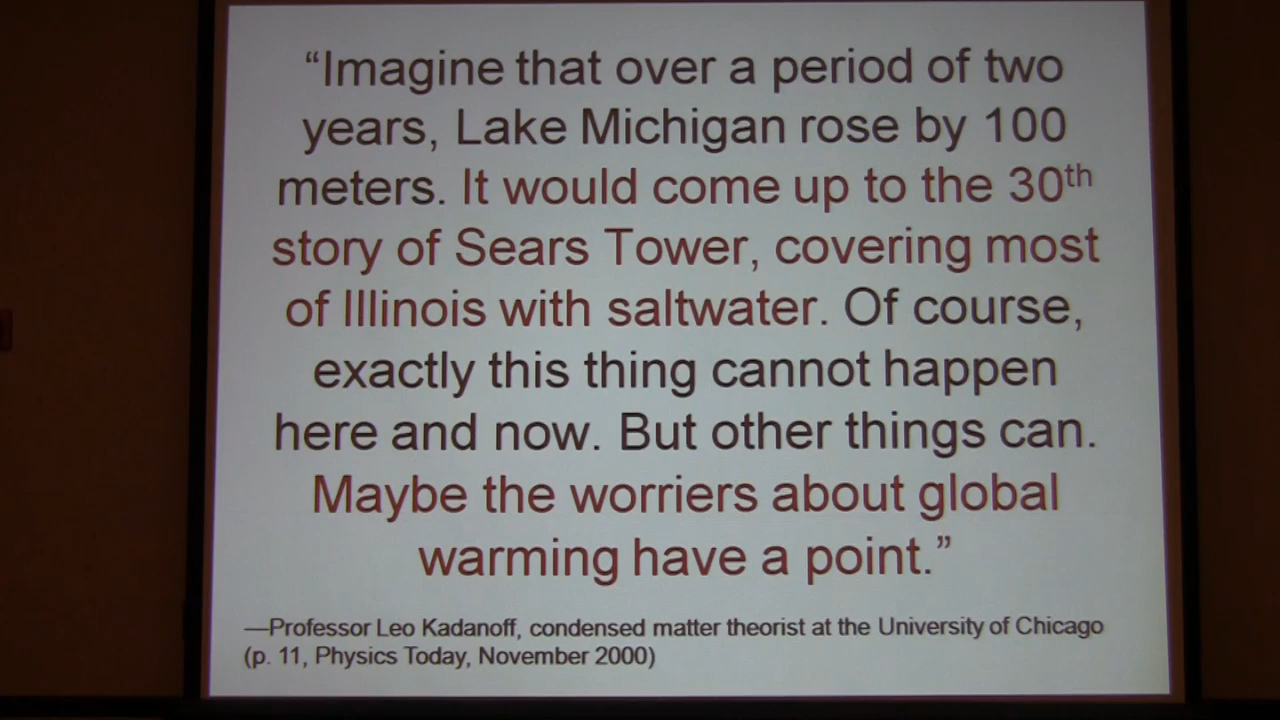 “Imagine that over a period of two
years, Lake Michigan rose by 100
meters. It would come up to the 30th
story of Sears Tower, covering most
of Illinois with saltwater. Of course,
exactly this thing cannot happen
here and now. But other things can.
Maybe the worriers about global
warming have a point.”
—Professor Leo Kadanoff, condensed matter theorist at the University of Chicago
(p. 11, Physics Today, November 2000)